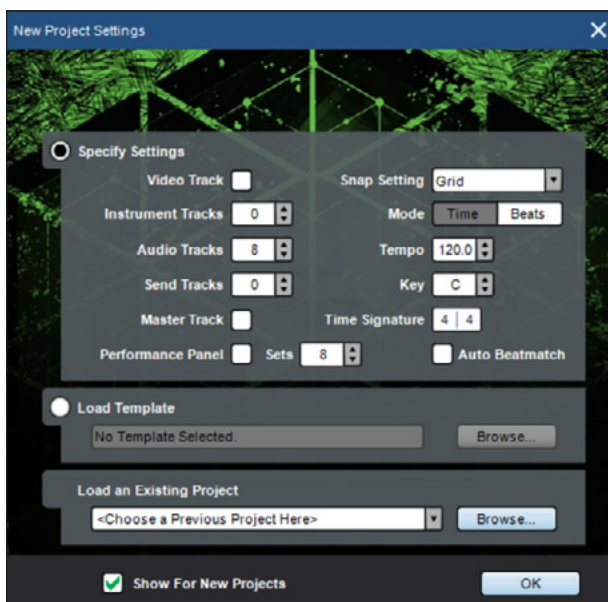 New Project Settings
Specify Settings
Video Track
Snap Setting Grid
Instrument Tracks 0
Mode Time Beats
Audio Tracks 8
Tempo 120.0
Send Tracks 0
Key C
Master Track
Time Signature 4 | 4
Performance Panel Sets 8
Auto Beatmatch
Load Template
No Template Selected. Browse...
Load an Existing Project
<Choose a Previous Project Here> Browse...
Show For New Projects OK